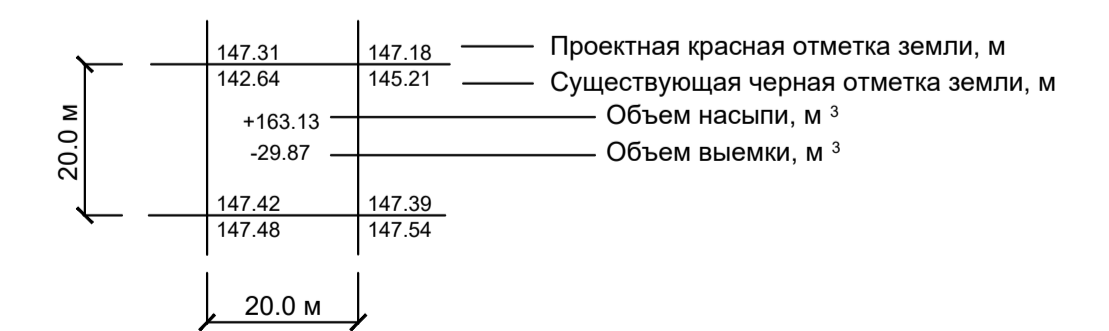 147.31 147.18 Проектная красная отметка земли, м
142.64 145.21 Существующая черная отметка земли, м
+163.13 Объем насыпи, м 3
-29.87 Объем выемки, м 3
20.0 м
147.42 147.39
147.48 147.54
20.0 м